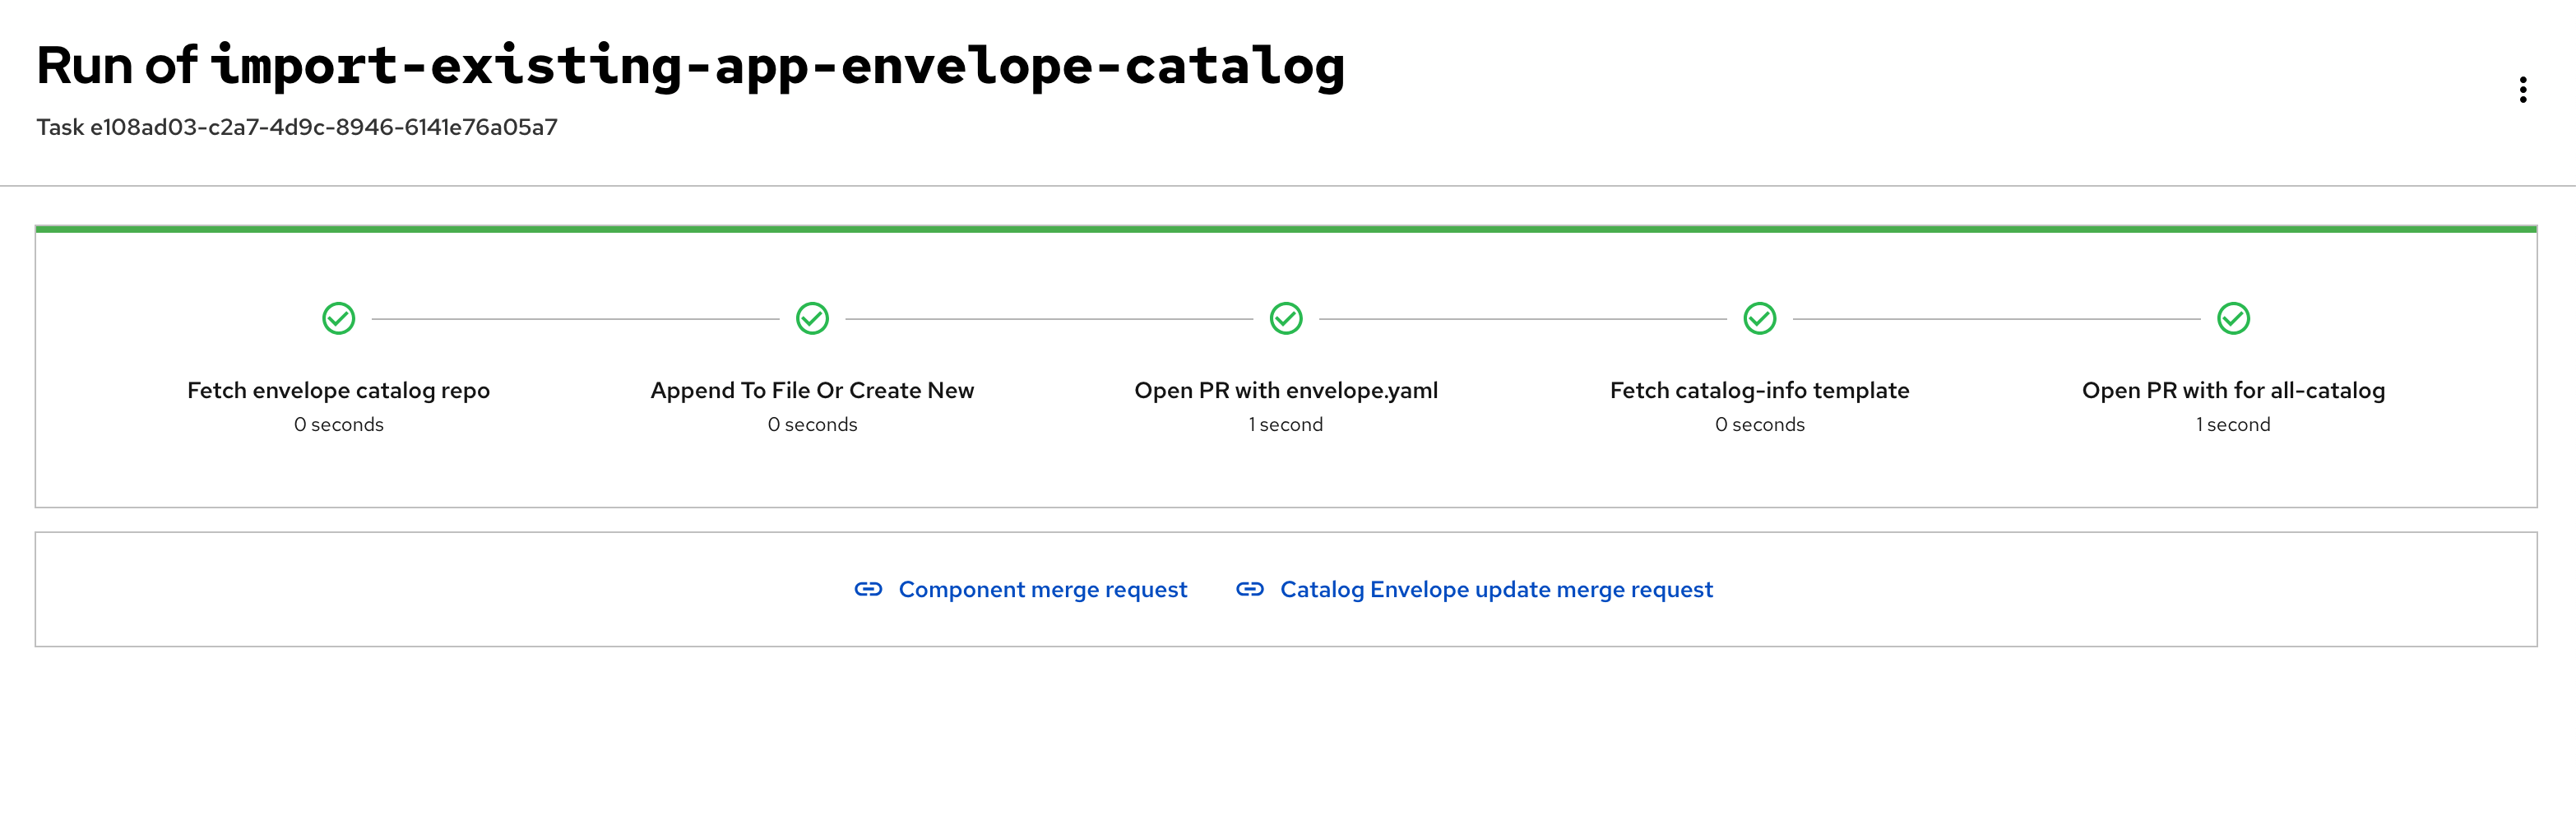 Run of import-existing-app-envelope-catalog
Task e108ad03-c2a7-4d9c-8946-6141e76a05a7
Fetch envelope catalog repo
0 seconds
Append To File Or Create New
0 seconds
Open PR with envelope.yaml
1 second
Fetch catalog-info template
0 seconds
Open PR with for all-catalog
1 second
Component merge request
Catalog Envelope update merge request